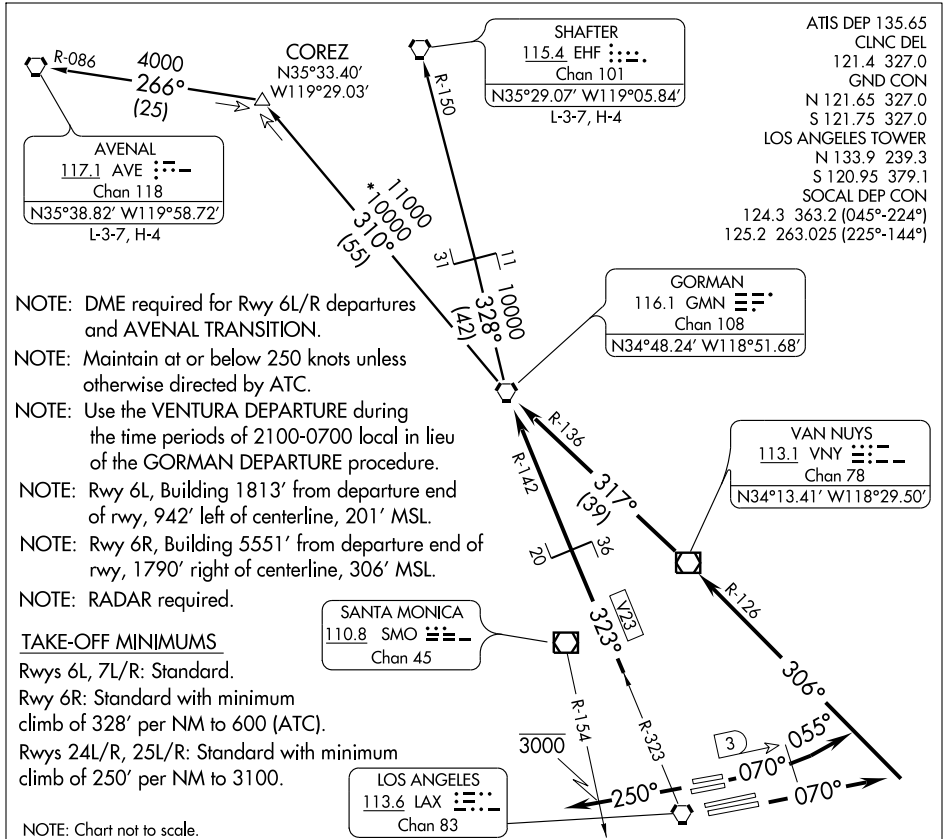 ATIS DEP 135.65
CLNC DEL
121.4 327.0
GND CON
N 121.65 327.0
S 121.75 327.0
LOS ANGELES TOWER
N 133.9 239.3
S 120.95 379.1
SOCAL DEP CON
124.3 363.2 (045°-224°)
125.2 263.025 (225°-144°)
R-086
4000
266°
(25)
COREZ
N35°33.40'
W119°29.03'
SHAFTER
115.4 EHF
Chan 101
N35°29.07' W119°05.84'
L-3-7, H-4
R-150
AVENAL
117.1 AVE
Chan 118
N35°38.82' W119°58.72'
L-3-7, H-4
11000
*10000
310°
(55)
31
11
10000
328°
(42)
GORMAN
116.1 GMN
Chan 108
N34°48.24' W118°51.68'
NOTE: DME required for Rwy 6L/R departures
and AVENAL TRANSITION.
NOTE: Maintain at or below 250 knots unless
otherwise directed by ATC.
NOTE: Use the VENTURA DEPARTURE during
the time periods of 2100-0700 local in lieu
of the GORMAN DEPARTURE procedure.
NOTE: Rwy 6L, Building 1813' from departure end
of rwy, 942' left of centerline, 201' MSL.
NOTE: Rwy 6R, Building 5551' from departure end of
rwy, 1790' right of centerline, 306' MSL.
NOTE: RADAR required.
TAKE-OFF MINIMUMS
Rwys 6L, 7L/R: Standard.
Rwy 6R: Standard with minimum
climb of 328' per NM to 600 (ATC).
Rwys 24L/R, 25L/R: Standard with minimum
climb of 250' per NM to 3100.
NOTE: Chart not to scale.
R-136
R-142
317°
(39)
VAN NUYS
113.1 VNY
Chan 78
N34°13.41' W118°29.50'
20
36
V23
323°
R-126
306°
SANTA MONICA
110.8 SMO
Chan 45
R-154
R-323
3000
3
055°
250°
070°
070°
LOS ANGELES
113.6 LAX
Chan 83